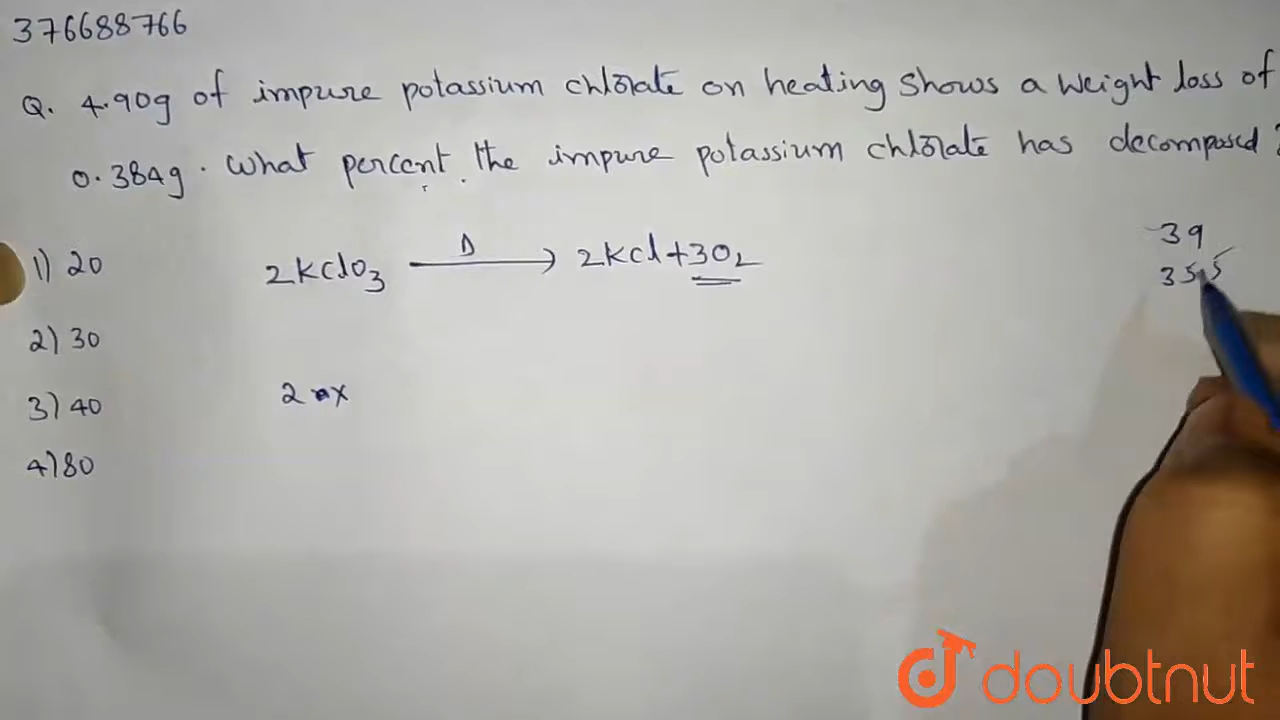 376688766
Q. 4.90g of impure potassium chlorate on heating shows a weight loss of
0.384g. What percent the impure potassium chlorate has decomposed?
1) 20
2KClO3 Δ → 2KCl + 3O2
39
35.5
2) 30
2 x
3) 40
4) 80
doubtnut